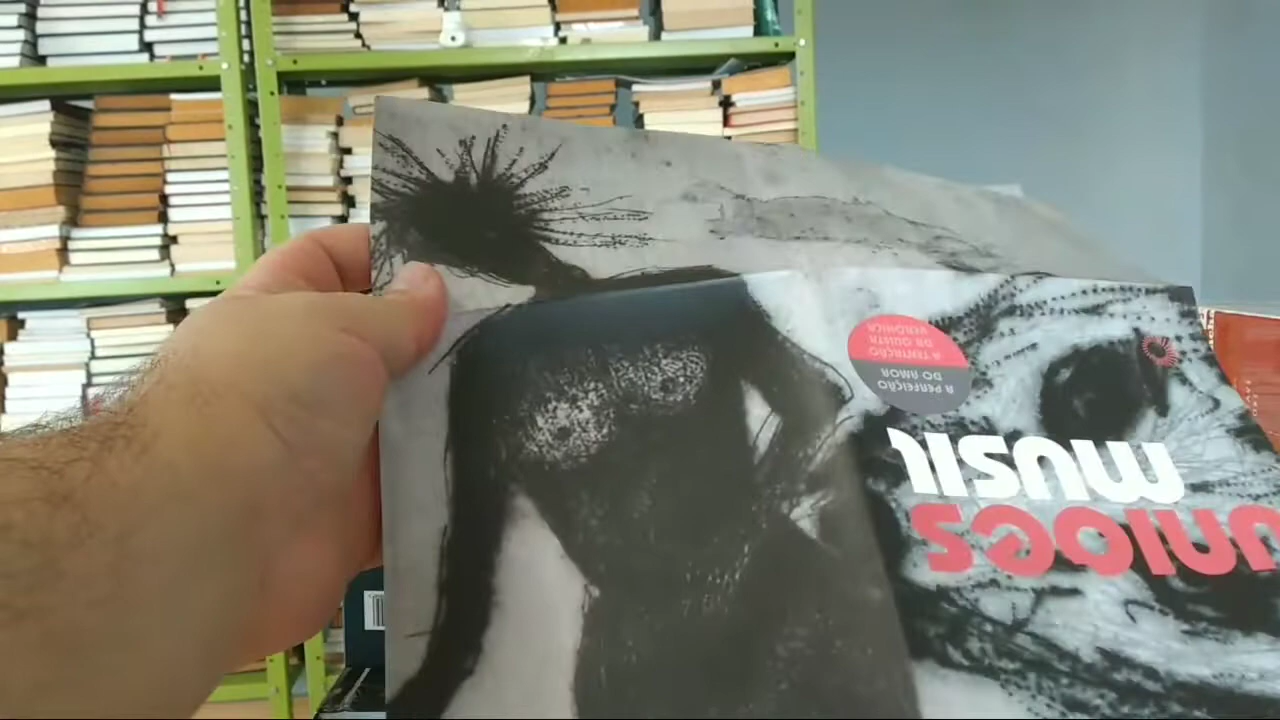 uniões
musil
A PERFEIÇÃO
DO AMOR
A TENTAÇÃO
DA QUIETA
VERÔNICA